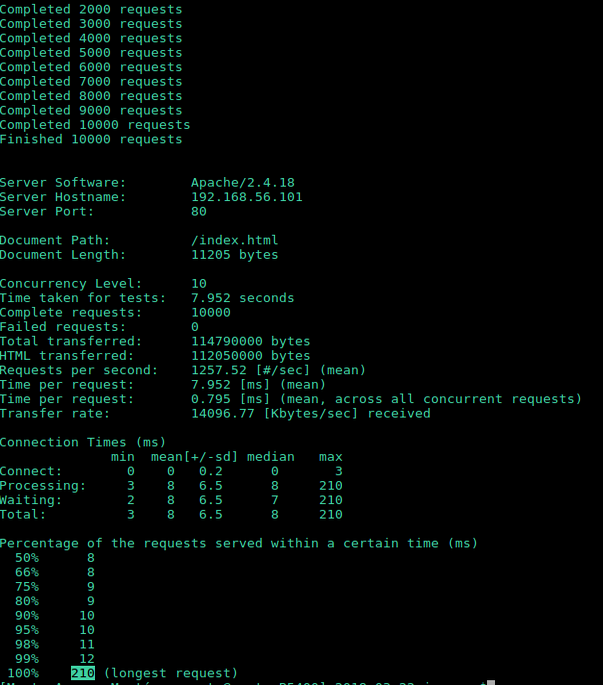 Completed 2000 requests
Completed 3000 requests
Completed 4000 requests
Completed 5000 requests
Completed 6000 requests
Completed 7000 requests
Completed 8000 requests
Completed 9000 requests
Completed 10000 requests
Finished 10000 requests
Server Software: Apache/2.4.18
Server Hostname: 192.168.56.101
Server Port: 80
Document Path: /index.html
Document Length: 11205 bytes
Concurrency Level: 10
Time taken for tests: 7.952 seconds
Complete requests: 10000
Failed requests: 0
Total transferred: 114790000 bytes
HTML transferred: 112050000 bytes
Requests per second: 1257.52 [#/sec] (mean)
Time per request: 7.952 [ms] (mean)
Time per request: 0.795 [ms] (mean, across all concurrent requests)
Transfer rate: 14096.77 [Kbytes/sec] received
Connection Times (ms)
min mean[+/-sd] median max
Connect: 0 0 0.2 0 3
Processing: 3 8 6.5 8 210
Waiting: 2 8 6.5 7 210
Total: 3 8 6.5 8 210
Percentage of the requests served within a certain time (ms)
50% 8
66% 8
75% 9
80% 9
90% 10
95% 10
98% 11
99% 12
100% 210 (longest request)